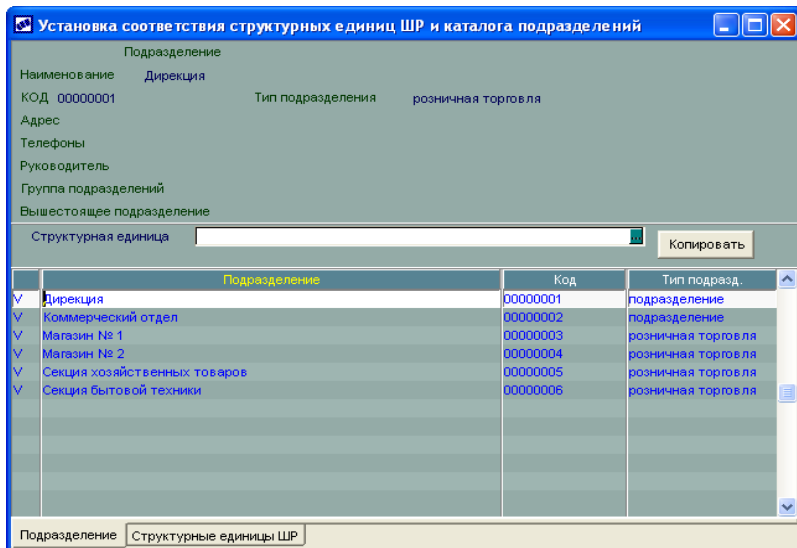 Установка соответствия структурных единиц ШР и каталога подразделений
Подразделение
Наименование Дирекция
КОД 00000001 Тип подразделения розничная торговля
Адрес
Телефоны
Руководитель
Группа подразделений
Вышестоящее подразделение
Структурная единица ... Копировать
Подразделение Код Тип подразд.
V Дирекция 00000001 подразделение
V Коммерческий отдел 00000002 подразделение
V Магазин № 1 00000003 розничная торговля
V Магазин № 2 00000004 розничная торговля
V Секция хозяйственных товаров 00000005 розничная торговля
V Секция бытовой техники 00000006 розничная торговля
Подразделение Структурные единицы ШР